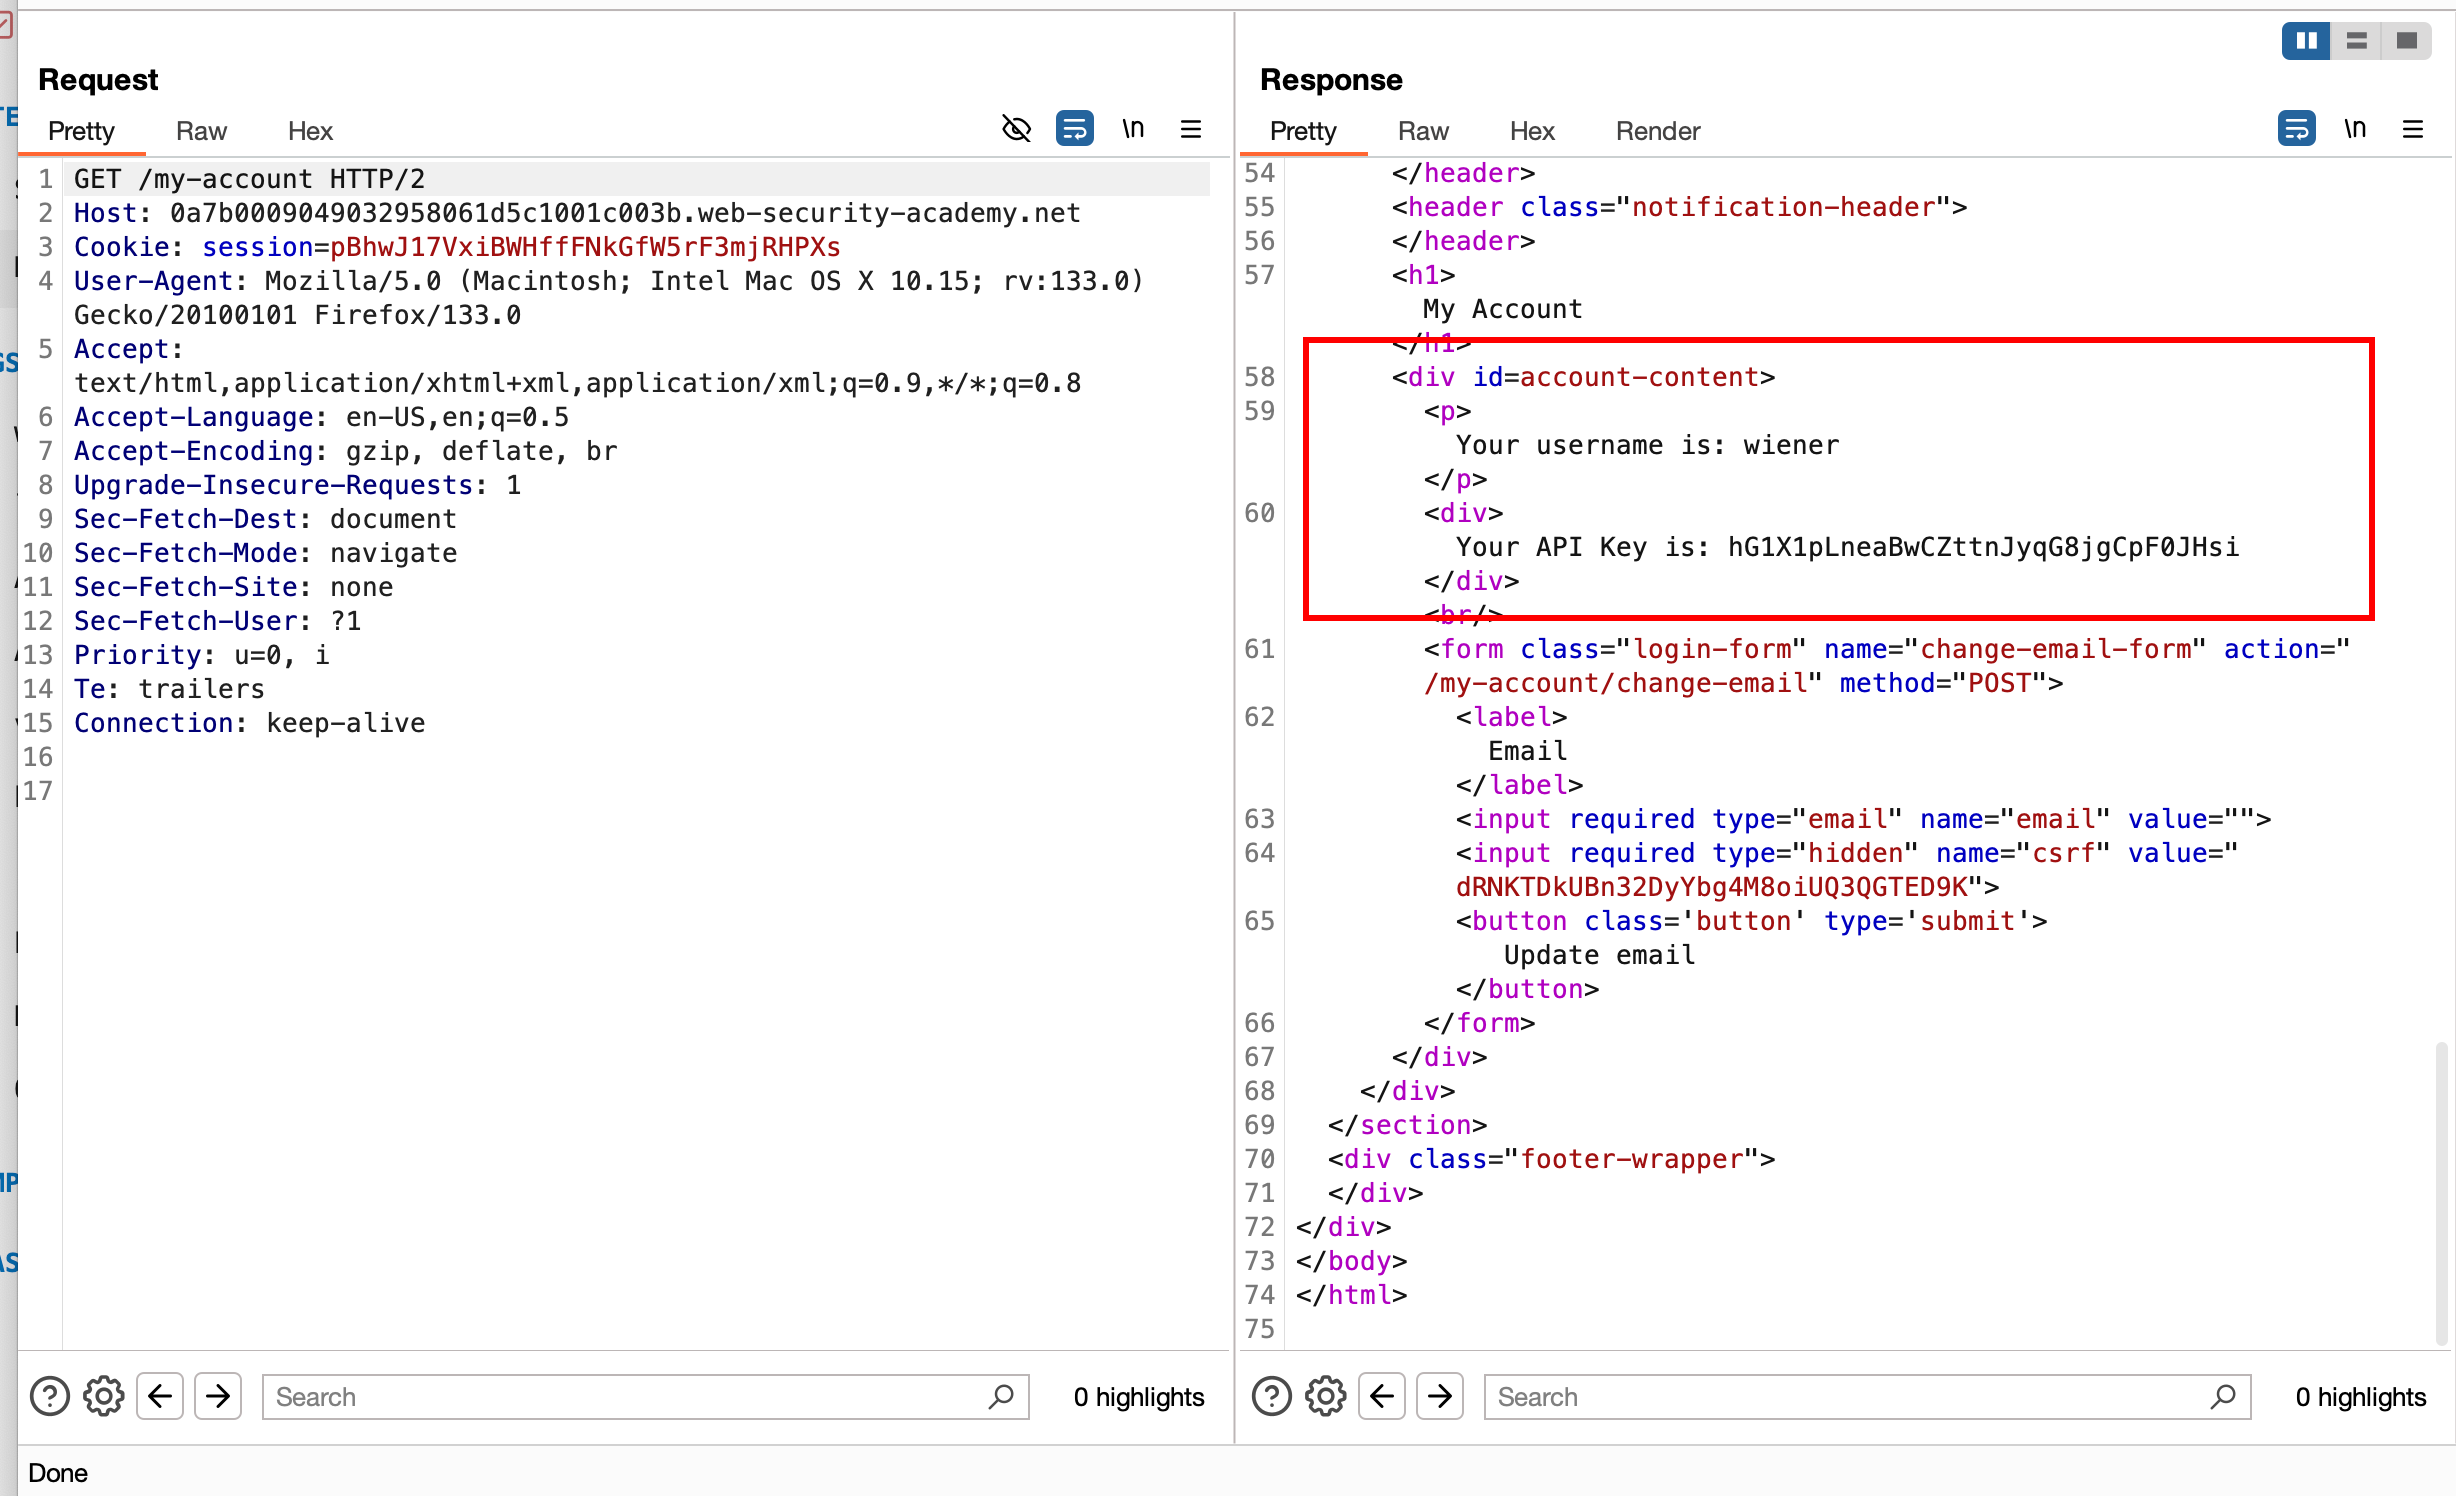 Request
Pretty Raw Hex \n
1 GET /my-account HTTP/2
2 Host: 0a7b0009049032958061d5c1001c003b.web-security-academy.net
3 Cookie: session=pBhwJ17VxiBWHffFNkGfW5rF3mjRHPXs
4 User-Agent: Mozilla/5.0 (Macintosh; Intel Mac OS X 10.15; rv:133.0)
Gecko/20100101 Firefox/133.0
5 Accept:
text/html,application/xhtml+xml,application/xml;q=0.9,*/*;q=0.8
6 Accept-Language: en-US,en;q=0.5
7 Accept-Encoding: gzip, deflate, br
8 Upgrade-Insecure-Requests: 1
9 Sec-Fetch-Dest: document
10 Sec-Fetch-Mode: navigate
11 Sec-Fetch-Site: none
12 Sec-Fetch-User: ?1
13 Priority: u=0, i
14 Te: trailers
15 Connection: keep-alive
16
17
Search 0 highlights
Response
Pretty Raw Hex Render \n
54 </header>
55 <header class="notification-header">
56 </header>
57 <h1>
My Account
</h1>
58 <div id=account-content>
59 <p>
Your username is: wiener
</p>
60 <div>
Your API Key is: hG1X1pLneaBwCZttnJyqG8jgCpF0JHsi
</div>
<br/>
61 <form class="login-form" name="change-email-form" action="
/my-account/change-email" method="POST">
62 <label>
Email
</label>
63 <input required type="email" name="email" value="">
64 <input required type="hidden" name="csrf" value="
dRNKTDkUBn32DyYbg4M8oiUQ3QGTED9K">
65 <button class='button' type='submit'>
Update email
</button>
66 </form>
67 </div>
68 </div>
69 </section>
70 <div class="footer-wrapper">
71 </div>
72 </div>
73 </body>
74 </html>
75
Search 0 highlights
Done